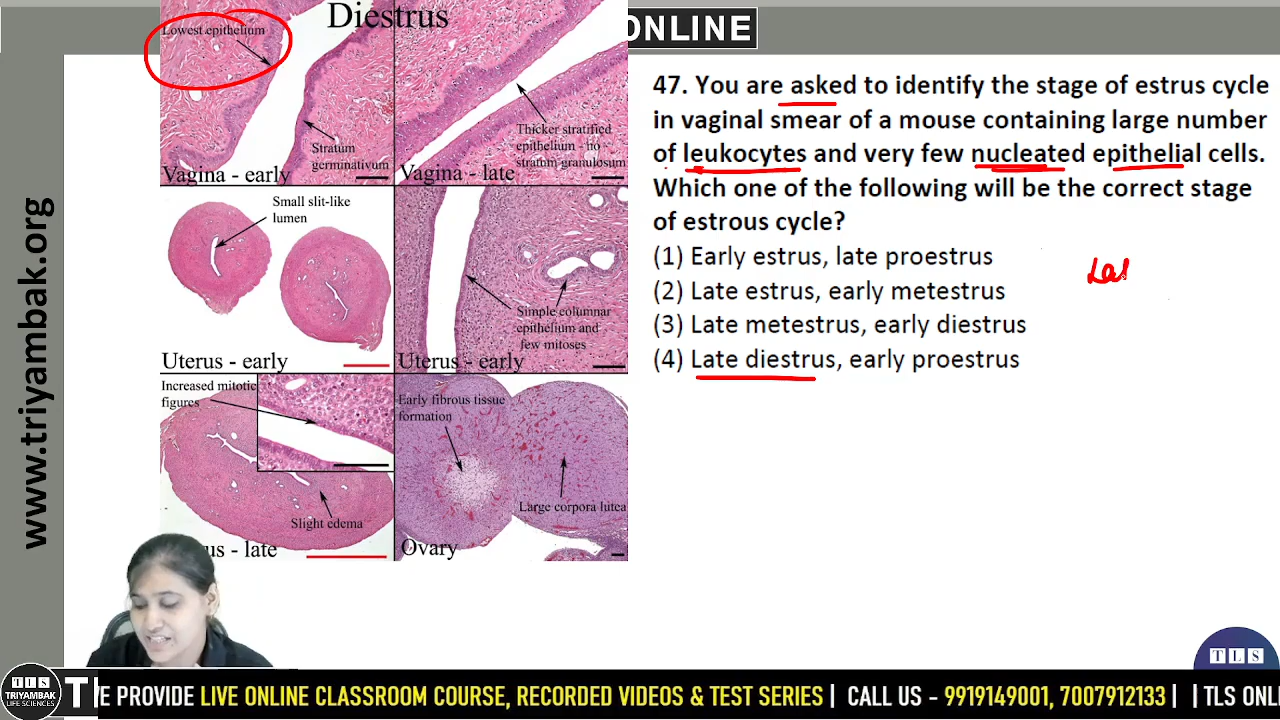 Diestrus
Lowest epithelium
Stratum
germinativum
Vagina - early
Thicker stratified
epithelium - no
stratum granulosum
Vagina - late
Small slit-like
lumen
Uterus - early
Simple columnar
epithelium and
few mitoses
Uterus - early
Increased mitotic
figures
Slight edema
us - late
Early fibrous tissue
formation
Large corpora lutea
Ovary
ONLINE
47. You are asked to identify the stage of estrus cycle
in vaginal smear of a mouse containing large number
of leukocytes and very few nucleated epithelial cells.
Which one of the following will be the correct stage
of estrous cycle?
(1) Early estrus, late proestrus
(2) Late estrus, early metestrus
(3) Late metestrus, early diestrus
(4) Late diestrus, early proestrus
www.triyambak.org
TLS
TLS
TRIYAMBAK
LIFE SCIENCES
T
VE PROVIDE LIVE ONLINE CLASSROOM COURSE, RECORDED VIDEOS & TEST SERIES | CALL US - 9919149001, 7007912133 | | TLS ONL